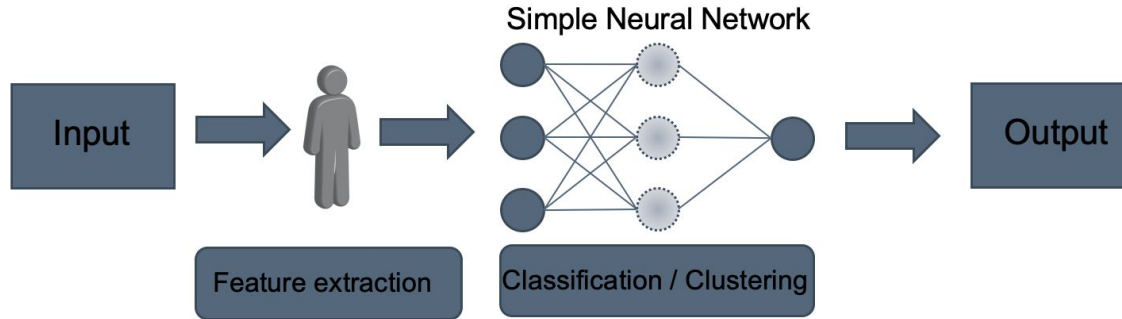 Simple Neural Network
Input
Output
Feature extraction
Classification / Clustering